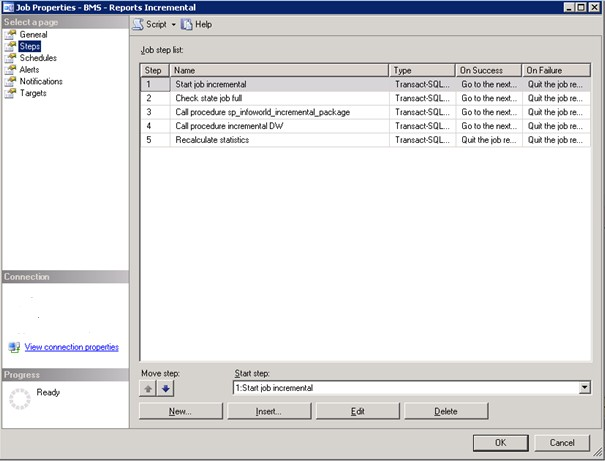 Job Properties - BMS - Reports Incremental
Select a page
General
Steps
Schedules
Alerts
Notifications
Targets
Script Help
Job step list:
Step Name Type On Success On Failure
1 Start job incremental Transact-SQL... Go to the next... Quit the job re...
2 Check state job full Transact-SQL... Go to the next... Quit the job re...
3 Call procedure sp_infoworld_incremental_package Transact-SQL... Go to the next... Quit the job re...
4 Call procedure incremental DW Transact-SQL... Go to the next... Quit the job re...
5 Recalculate statistics Transact-SQL... Quit the job re... Quit the job re...
Connection
View connection properties
Progress
Ready
Move step: Start step:
1:Start job incremental
New... Insert... Edit Delete
OK Cancel